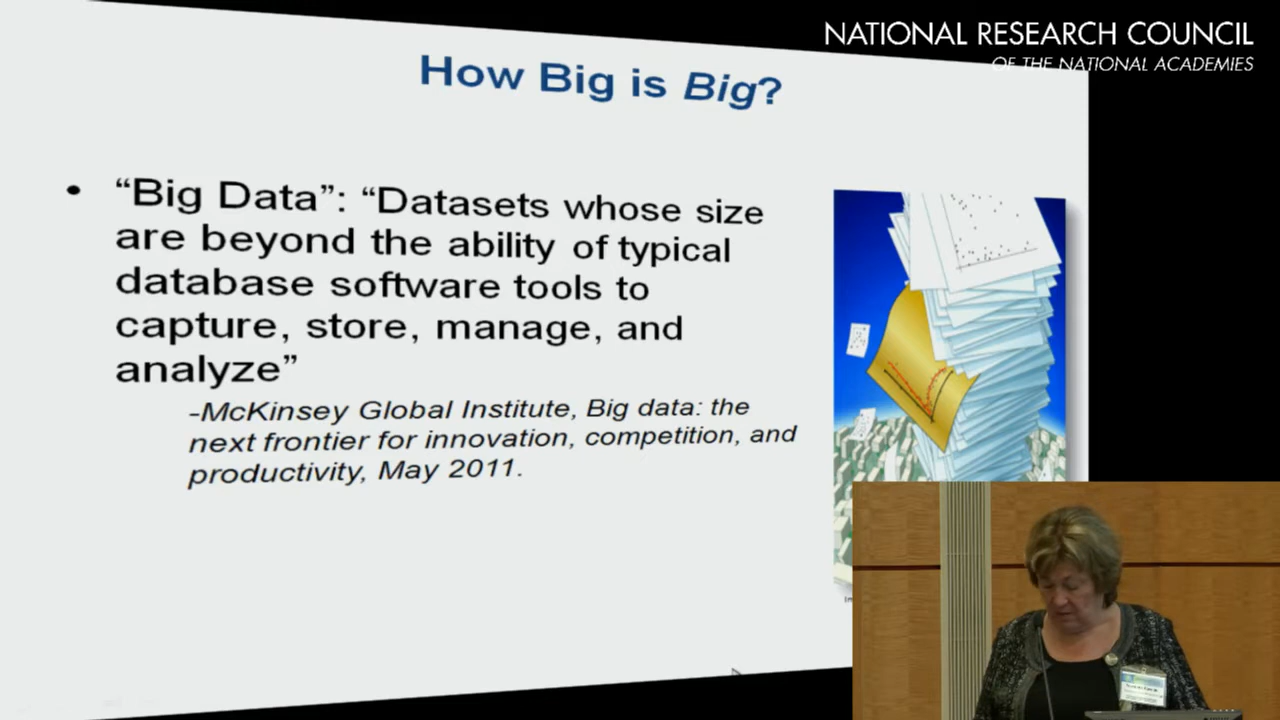 NATIONAL RESEARCH COUNCIL
OF THE NATIONAL ACADEMIES
How Big is Big?
• “Big Data”: “Datasets whose size
are beyond the ability of typical
database software tools to
capture, store, manage, and
analyze”
-McKinsey Global Institute, Big data: the
next frontier for innovation, competition, and
productivity, May 2011.